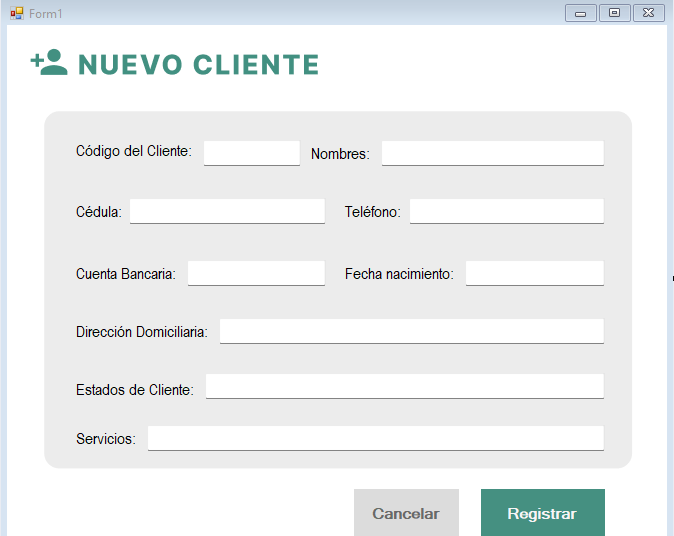 Form1
NUEVO CLIENTE
Código del Cliente: Nombres:
Cédula: Teléfono:
Cuenta Bancaria: Fecha nacimiento:
Dirección Domiciliaria:
Estados de Cliente:
Servicios:
Cancelar Registrar